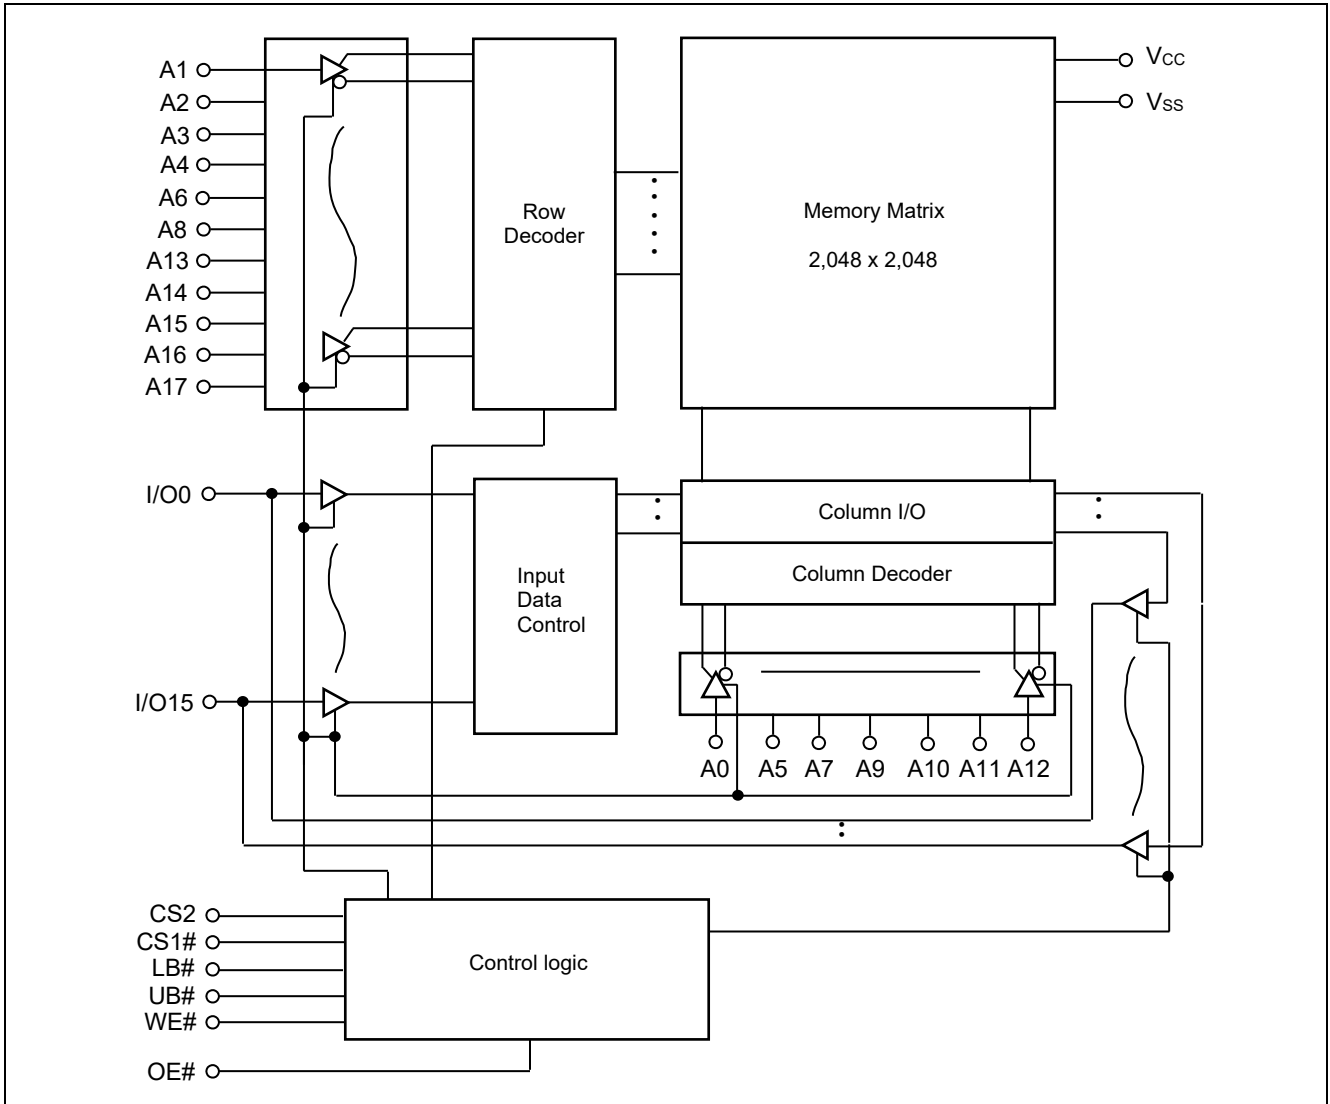 A1
A2
A3
A4
A6
A8
A13
A14
A15
A16
A17
Row
Decoder
Memory Matrix
2,048 x 2,048
VCC
VSS
I/O0
I/O15
Input
Data
Control
Column I/O
Column Decoder
A0 A5 A7 A9 A10 A11 A12
CS2
CS1#
LB#
UB#
WE#
OE#
Control logic